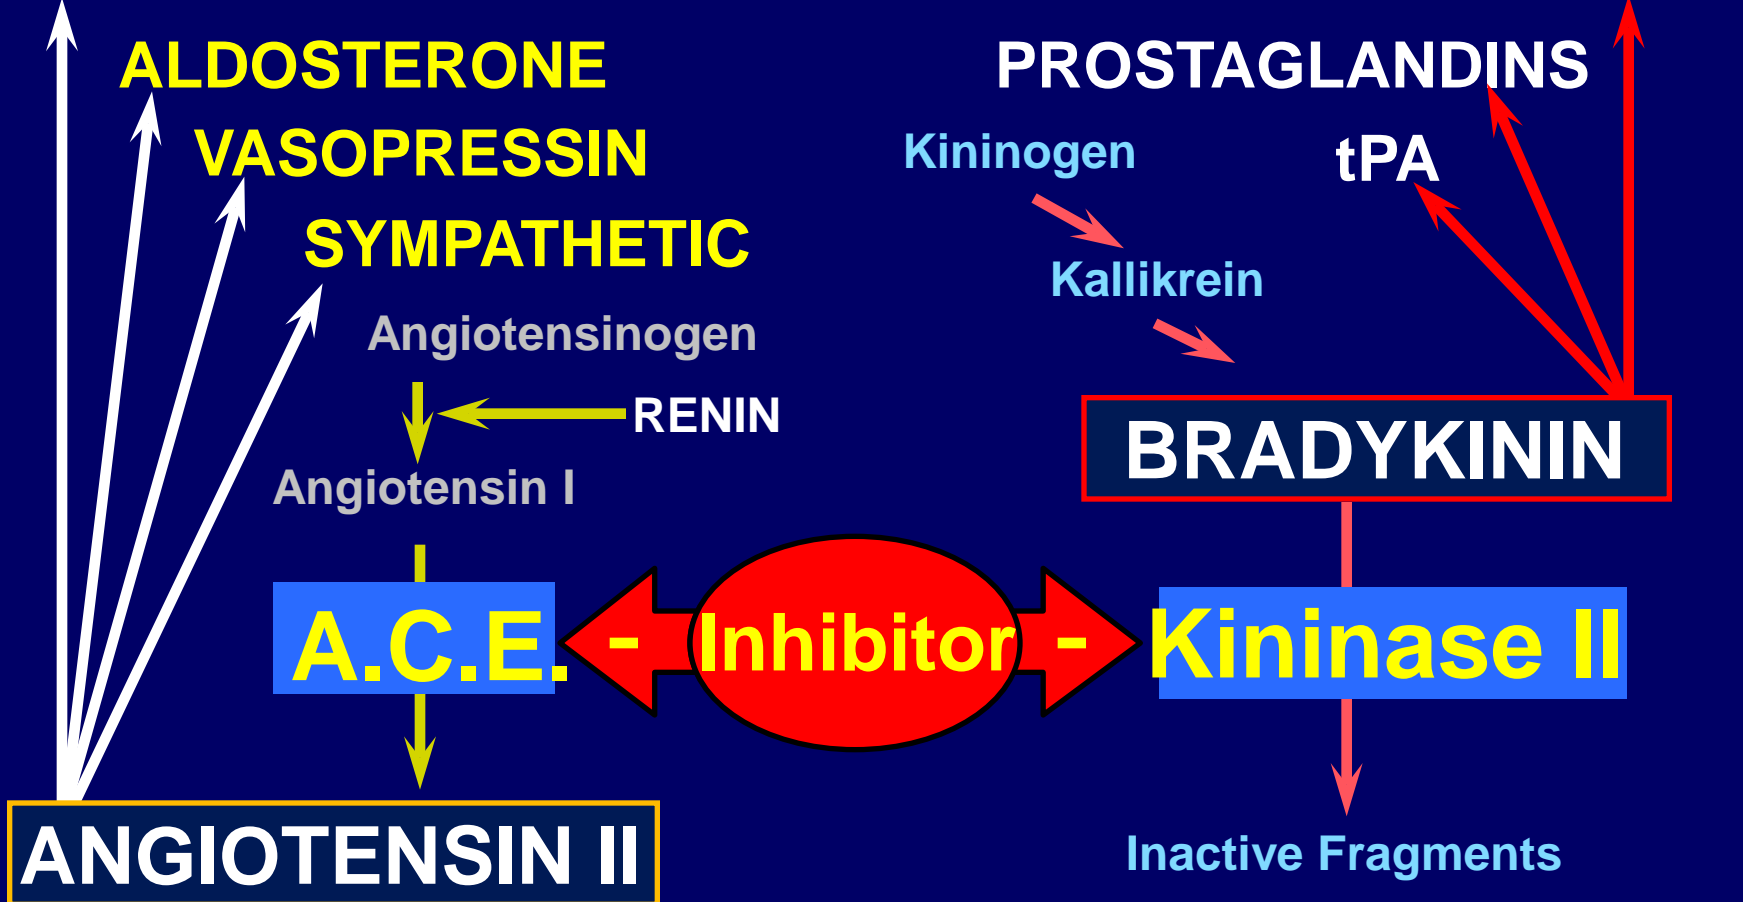 ALDOSTERONE
VASOPRESSIN
SYMPATHETIC
Angiotensinogen
RENIN
Angiotensin I
A.C.E.
ANGIOTENSIN II
- Inhibitor -
PROSTAGLANDINS
Kininogen
tPA
Kallikrein
BRADYKININ
Kininase II
Inactive Fragments